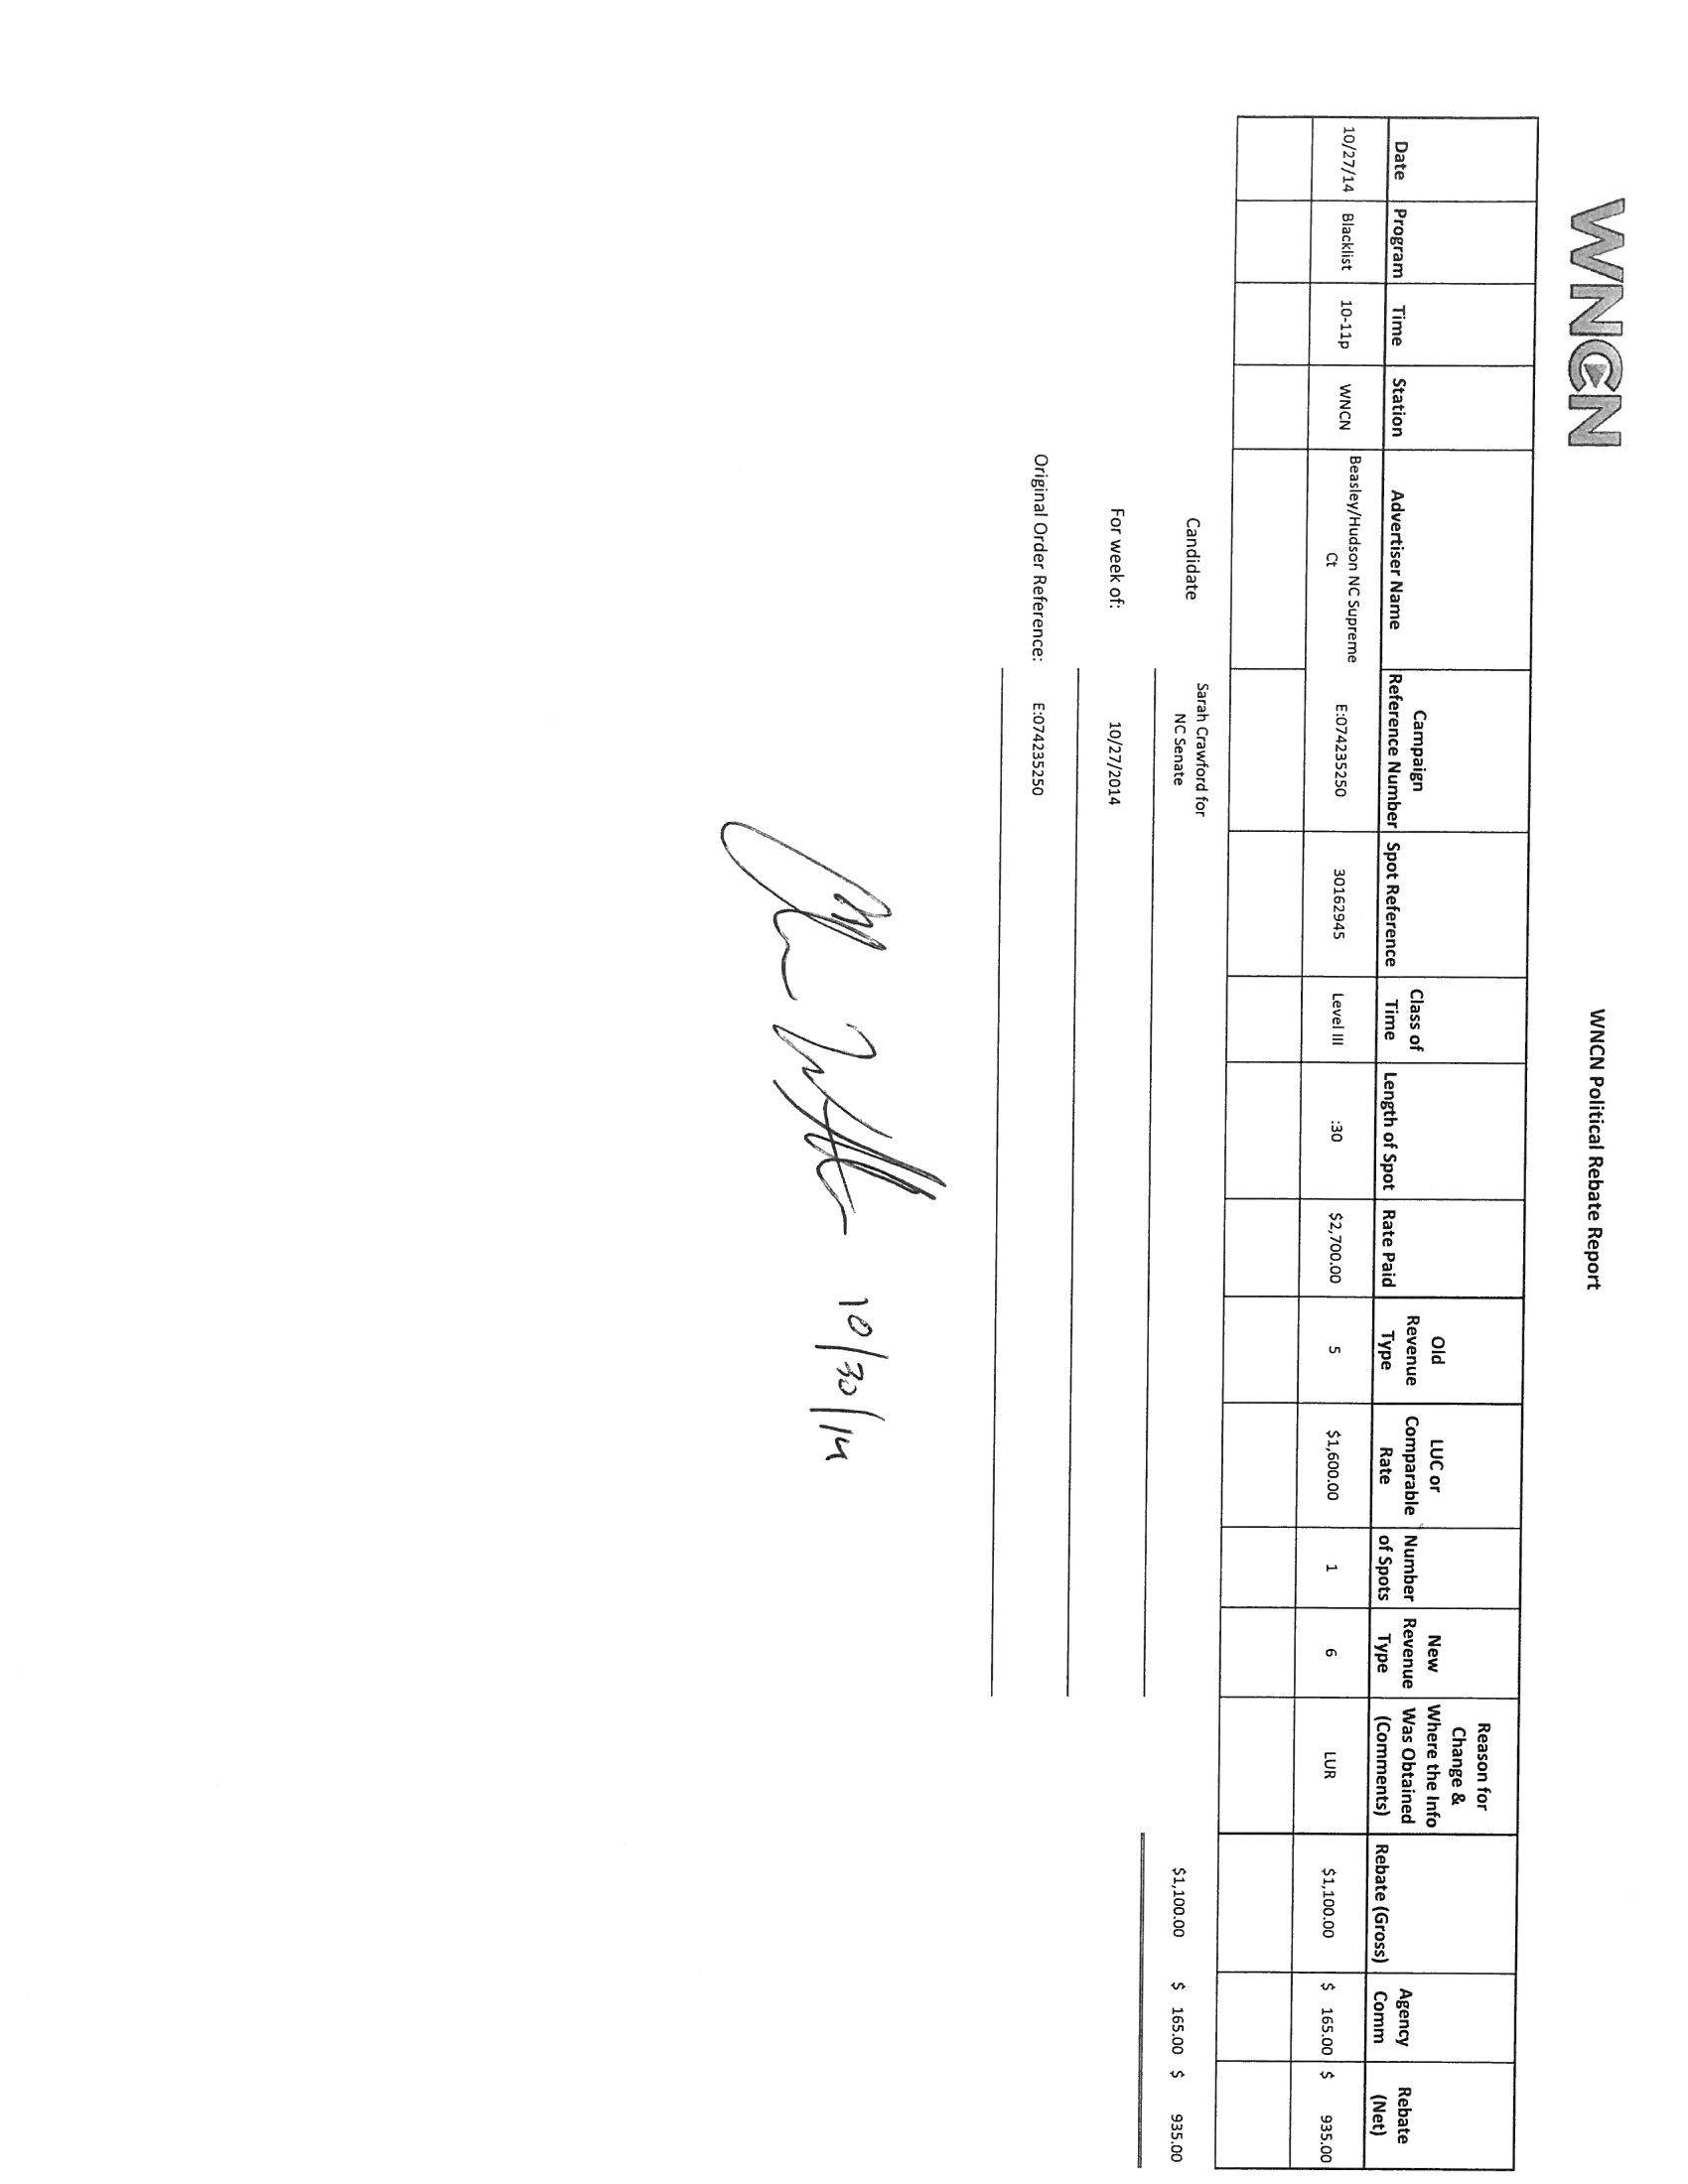 WNCN
WNCN Political Rebate Report
Date Program Time Station Advertiser Name Campaign Reference Number Spot Reference Class of Time Length of Spot Rate Paid Old Revenue Type LUC or Comparable Rate Number of Spots New Revenue Type Reason for Change & Where the Info Was Obtained (Comments) Rebate (Gross) Agency Comm Rebate (Net)
10/27/14 Blacklist 10-11p WNCN Beasley/Hudson NC Supreme Ct E:074235250 30162945 Level III :30 $2,700.00 5 $1,600.00 1 6 LUR $1,100.00 $ 165.00 $ 935.00
Candidate Sarah Crawford for NC Senate $1,100.00 $ 165.00 $ 935.00
For week of: 10/27/2014
Original Order Reference: E:074235250
10/30/14